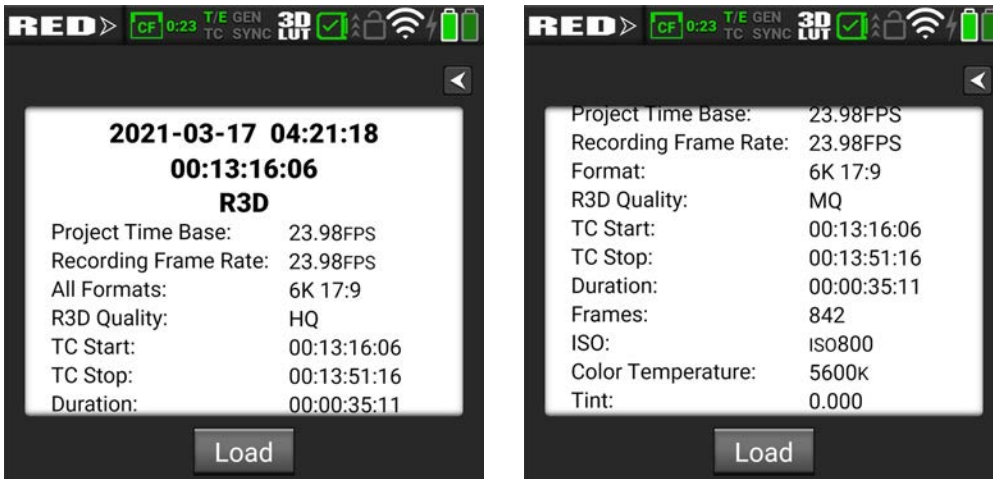 RED CF 0:23 T/E GEN 3D
TC SYNC LUT
2021-03-17 04:21:18
00:13:16:06
R3D
Project Time Base: 23.98FPS
Recording Frame Rate: 23.98FPS
All Formats: 6K 17:9
R3D Quality: HQ
TC Start: 00:13:16:06
TC Stop: 00:13:51:16
Duration: 00:00:35:11
Load
RED CF 0:23 T/E GEN 3D
TC SYNC LUT
Project Time Base: 23.98FPS
Recording Frame Rate: 23.98FPS
Format: 6K 17:9
R3D Quality: MQ
TC Start: 00:13:16:06
TC Stop: 00:13:51:16
Duration: 00:00:35:11
Frames: 842
ISO: ISO800
Color Temperature: 5600K
Tint: 0.000
Load